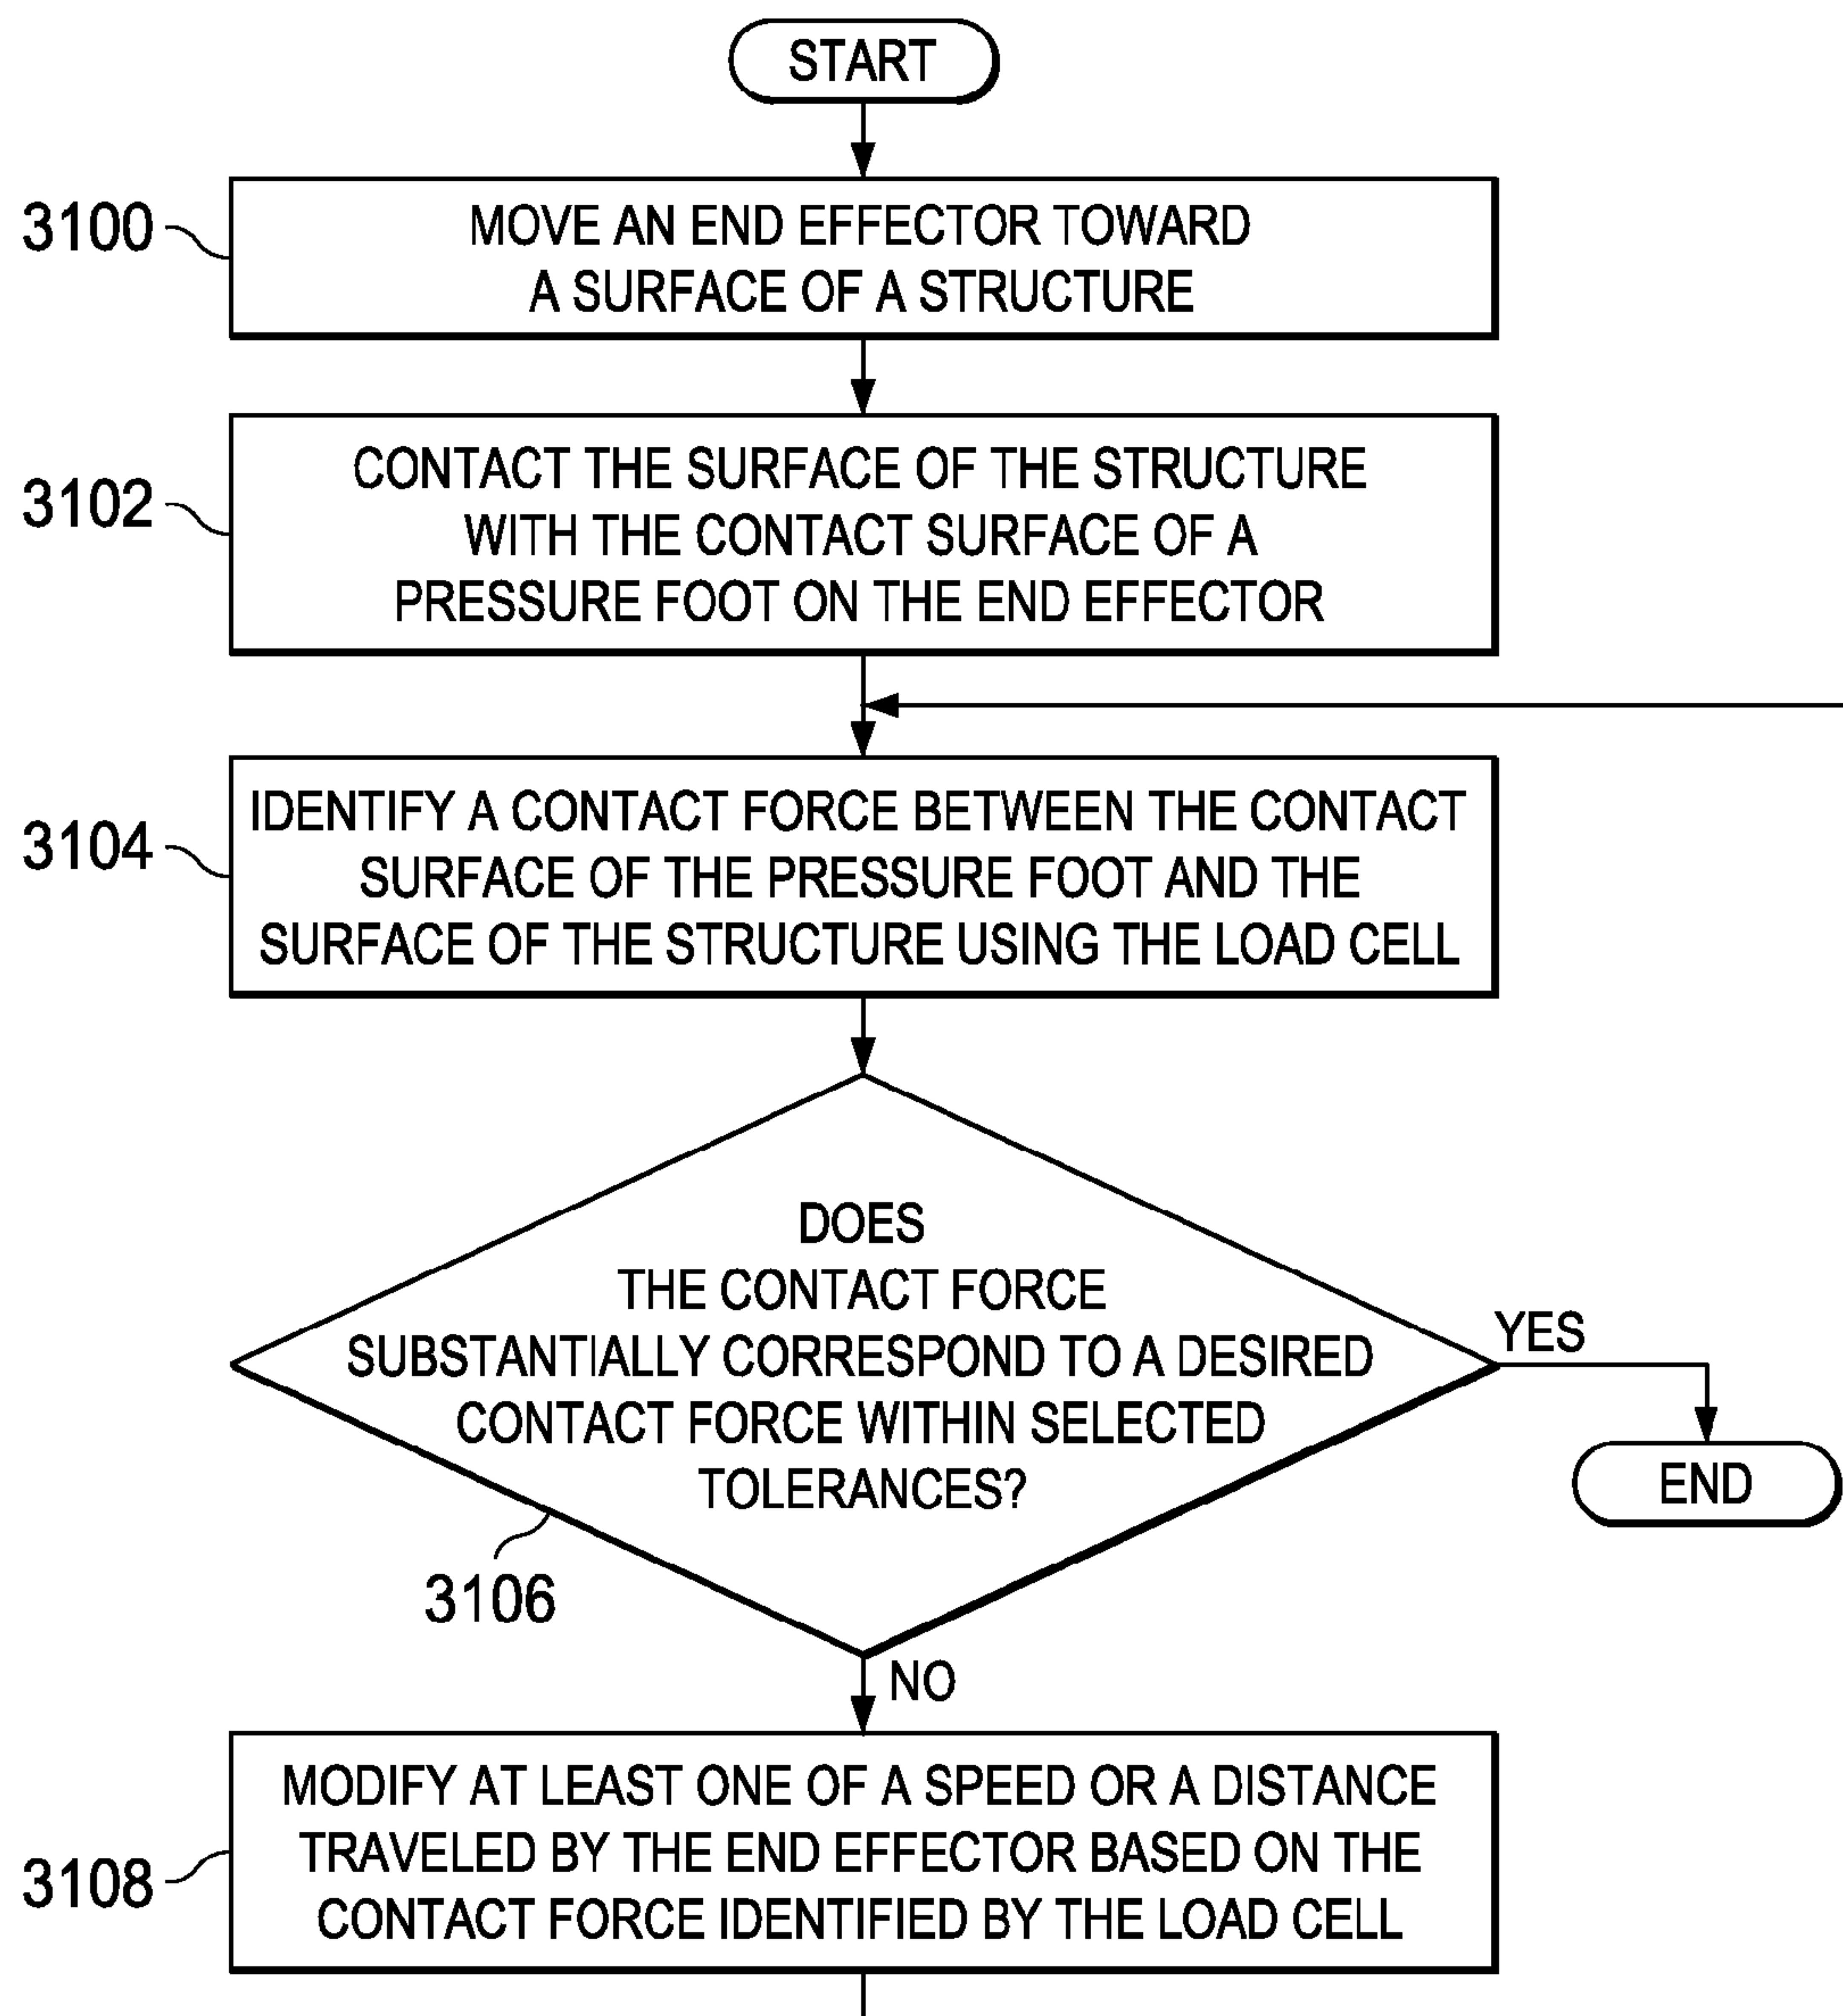 START
3100
MOVE AN END EFFECTOR TOWARD
A SURFACE OF A STRUCTURE
3102
CONTACT THE SURFACE OF THE STRUCTURE
WITH THE CONTACT SURFACE OF A
PRESSURE FOOT ON THE END EFFECTOR
3104
IDENTIFY A CONTACT FORCE BETWEEN THE CONTACT
SURFACE OF THE PRESSURE FOOT AND THE
SURFACE OF THE STRUCTURE USING THE LOAD CELL
DOES
THE CONTACT FORCE
SUBSTANTIALLY CORRESPOND TO A DESIRED
CONTACT FORCE WITHIN SELECTED
TOLERANCES?
3106
YES
END
NO
3108
MODIFY AT LEAST ONE OF A SPEED OR A DISTANCE
TRAVELED BY THE END EFFECTOR BASED ON THE
CONTACT FORCE IDENTIFIED BY THE LOAD CELL